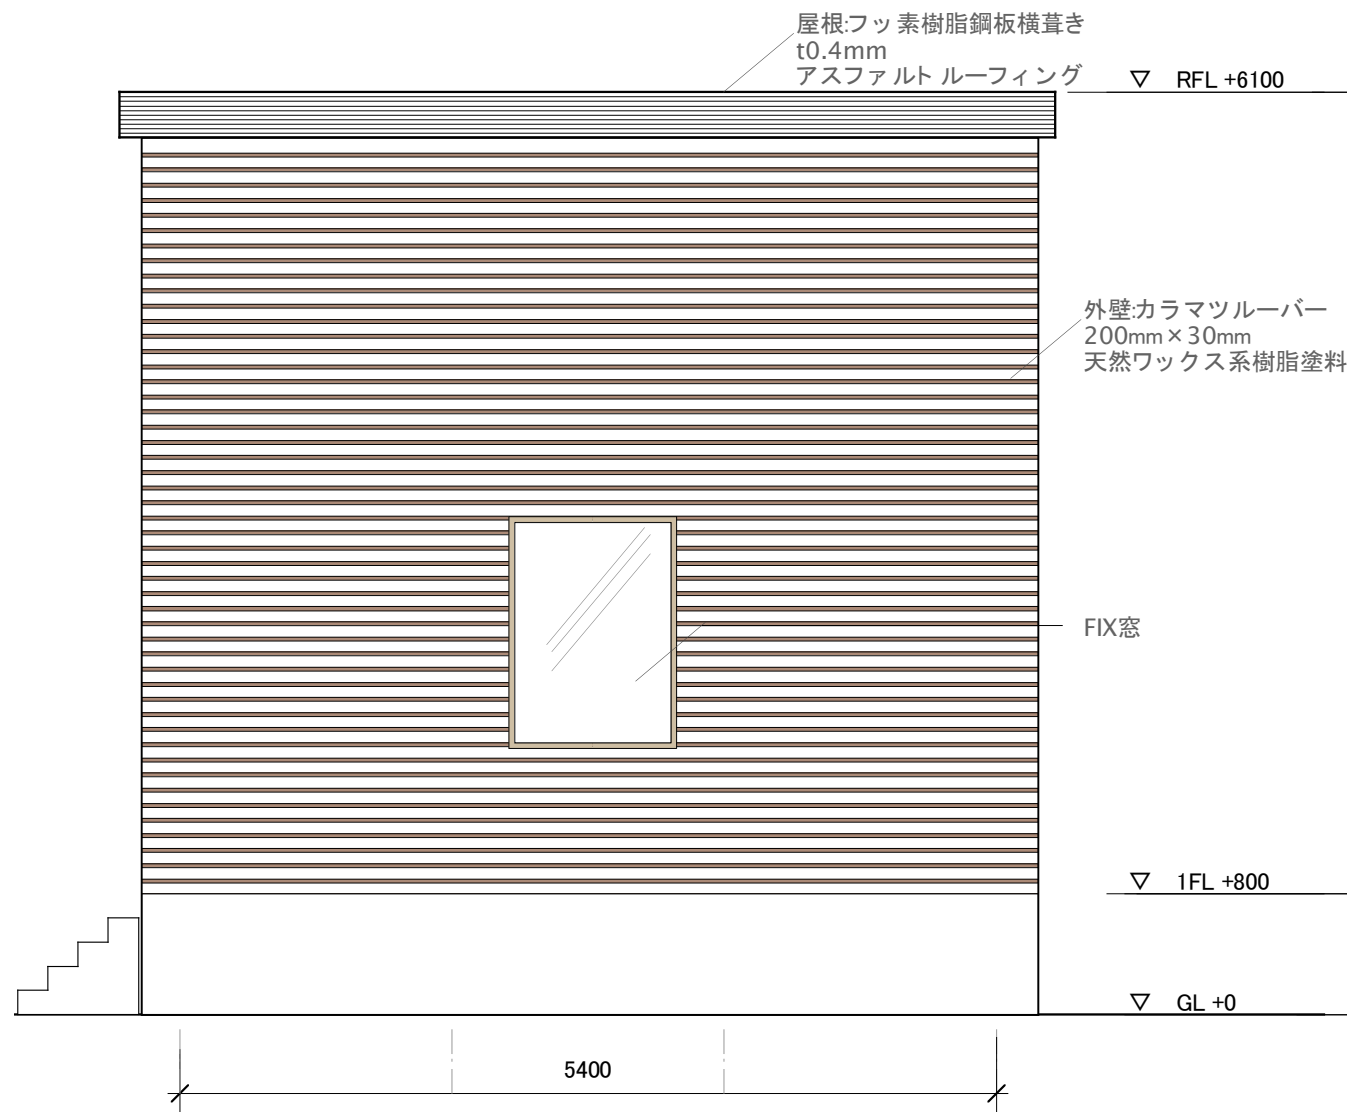 屋根:フッ素樹脂鋼板横葺き
t0.4mm
アスファルトルーフィング
▽ RFL +6100
外壁:カラマツルーバー
200mm×30mm
天然ワックス系樹脂塗料
FIX窓
▽ 1FL +800
▽ GL +0
5400